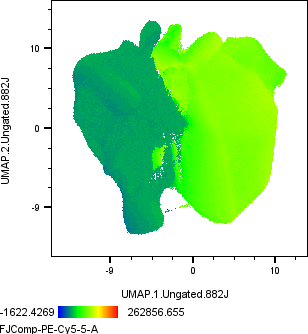 10
0
-9
UMAP.2.Ungated.882J
-9 0 10
UMAP.1.Ungated.882J
-1622.4269 262856.655
FJComp-PE-Cy5-5-A